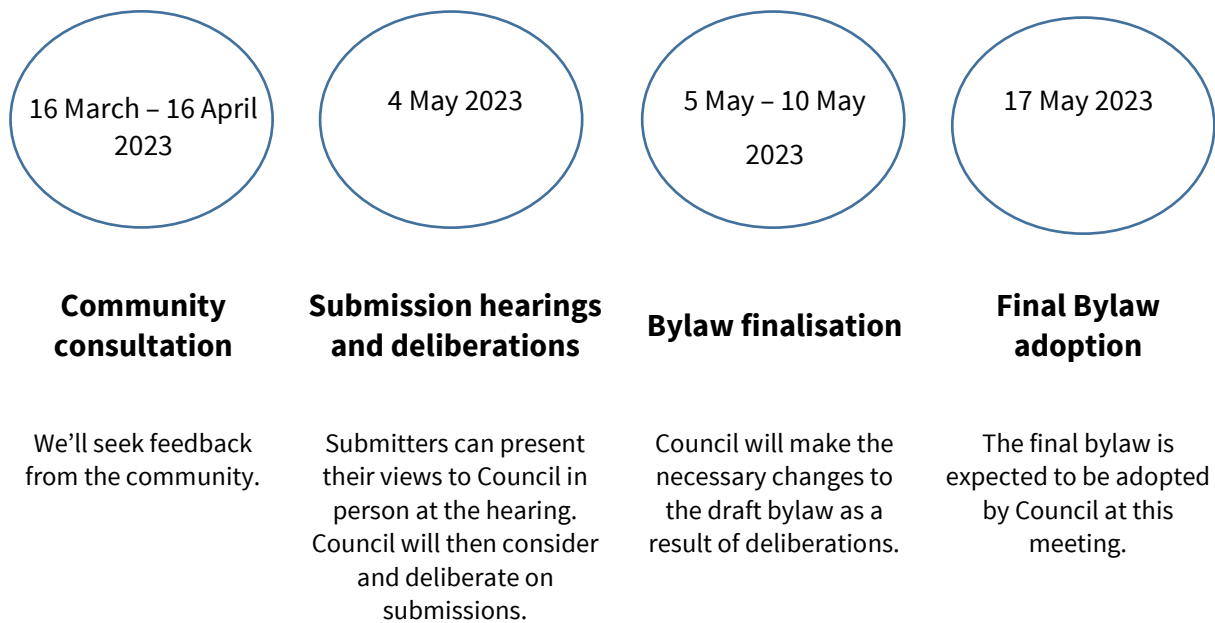 16 March – 16 April
2023
4 May 2023
5 May – 10 May
2023
17 May 2023
Community
consultation
Submission hearings
and deliberations
Bylaw finalisation
Final Bylaw
adoption
We’ll seek feedback
from the community.
Submitters can present
their views to Council in
person at the hearing.
Council will then consider
and deliberate on
submissions.
Council will make the
necessary changes to
the draft bylaw as a
result of deliberations.
The final bylaw is
expected to be adopted
by Council at this
meeting.